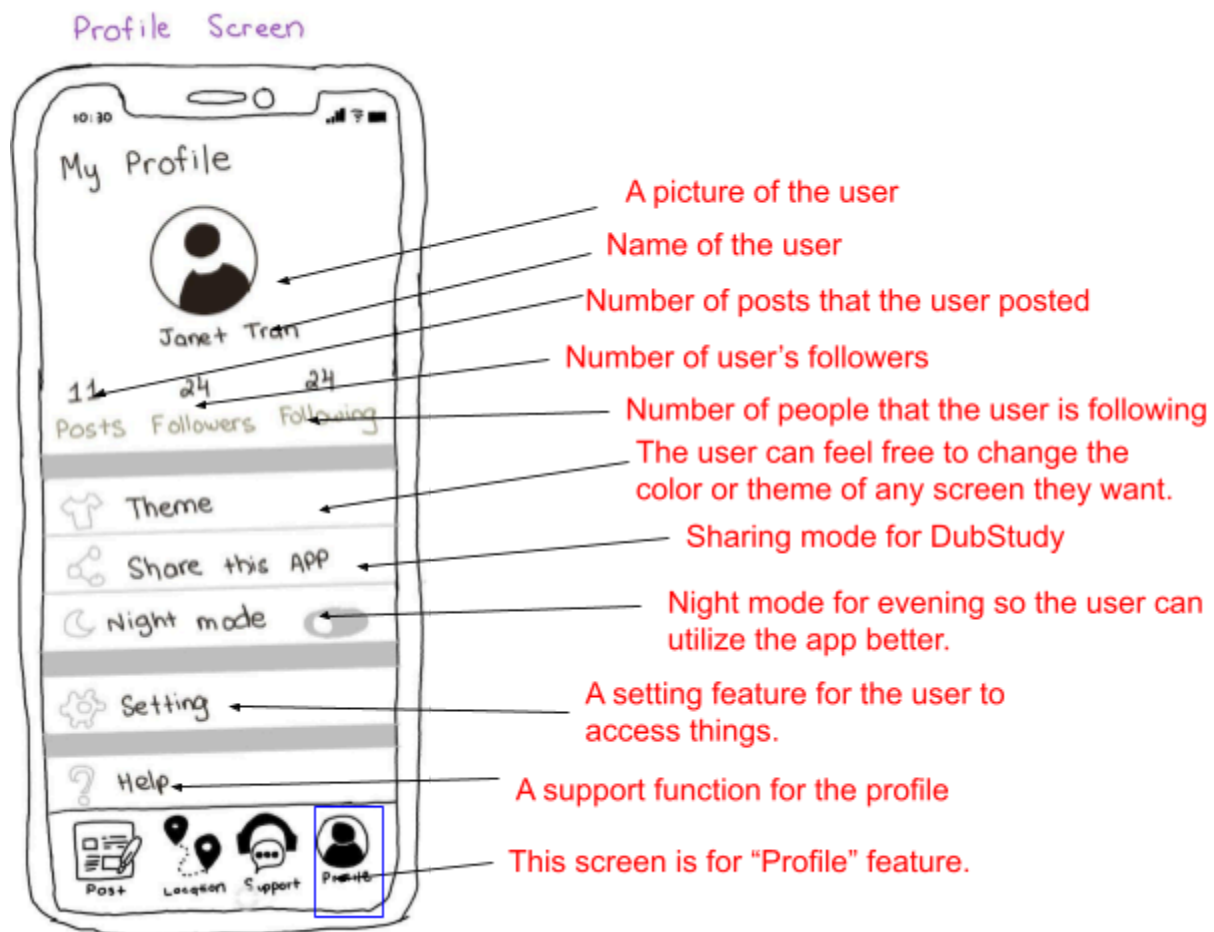 Profile Screen
10:30
My Profile
A picture of the user
Name of the user
Janet Tran
Number of posts that the user posted
Number of user's followers
11 24 24
Posts Followers Following
Number of people that the user is following
The user can feel free to change the
color or theme of any screen they want.
Theme
Sharing mode for DubStudy
Share this APP
Night mode for evening so the user can
utilize the app better.
Night mode
A setting feature for the user to
access things.
Setting
Help
A support function for the profile
This screen is for “Profile” feature.
Post Location Support Profile